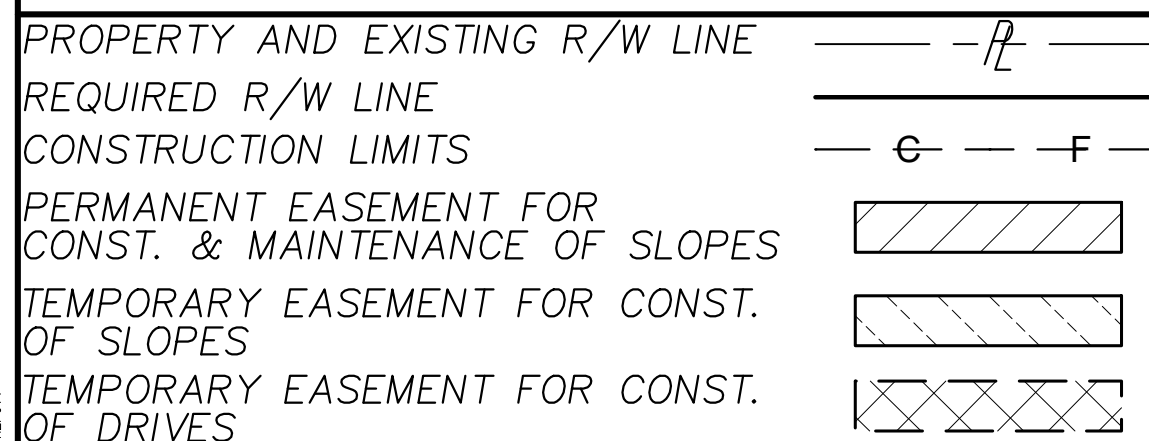 PROPERTY AND EXISTING R/W LINE PL
REQUIRED R/W LINE
CONSTRUCTION LIMITS C F
PERMANENT EASEMENT FOR
CONST. & MAINTENANCE OF SLOPES
TEMPORARY EASEMENT FOR CONST.
OF SLOPES
TEMPORARY EASEMENT FOR CONST.
OF DRIVES